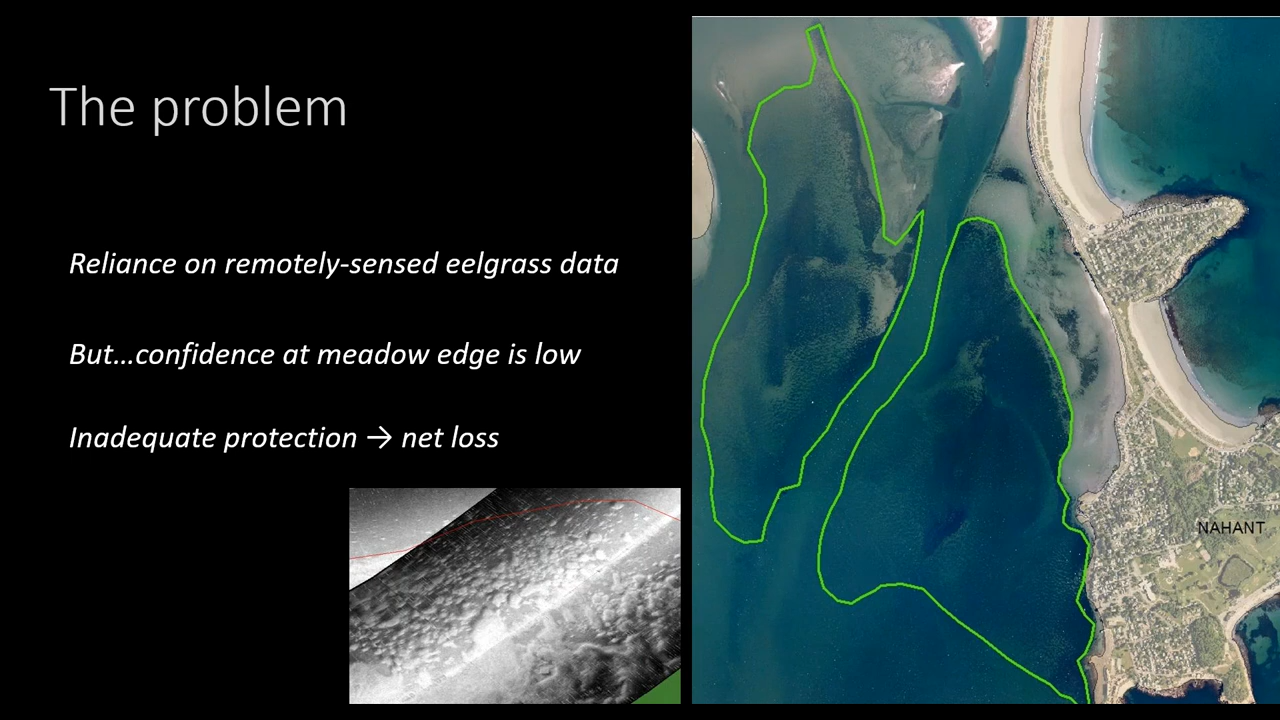 The problem
Reliance on remotely-sensed eelgrass data
But...confidence at meadow edge is low
Inadequate protection → net loss
NAHANT